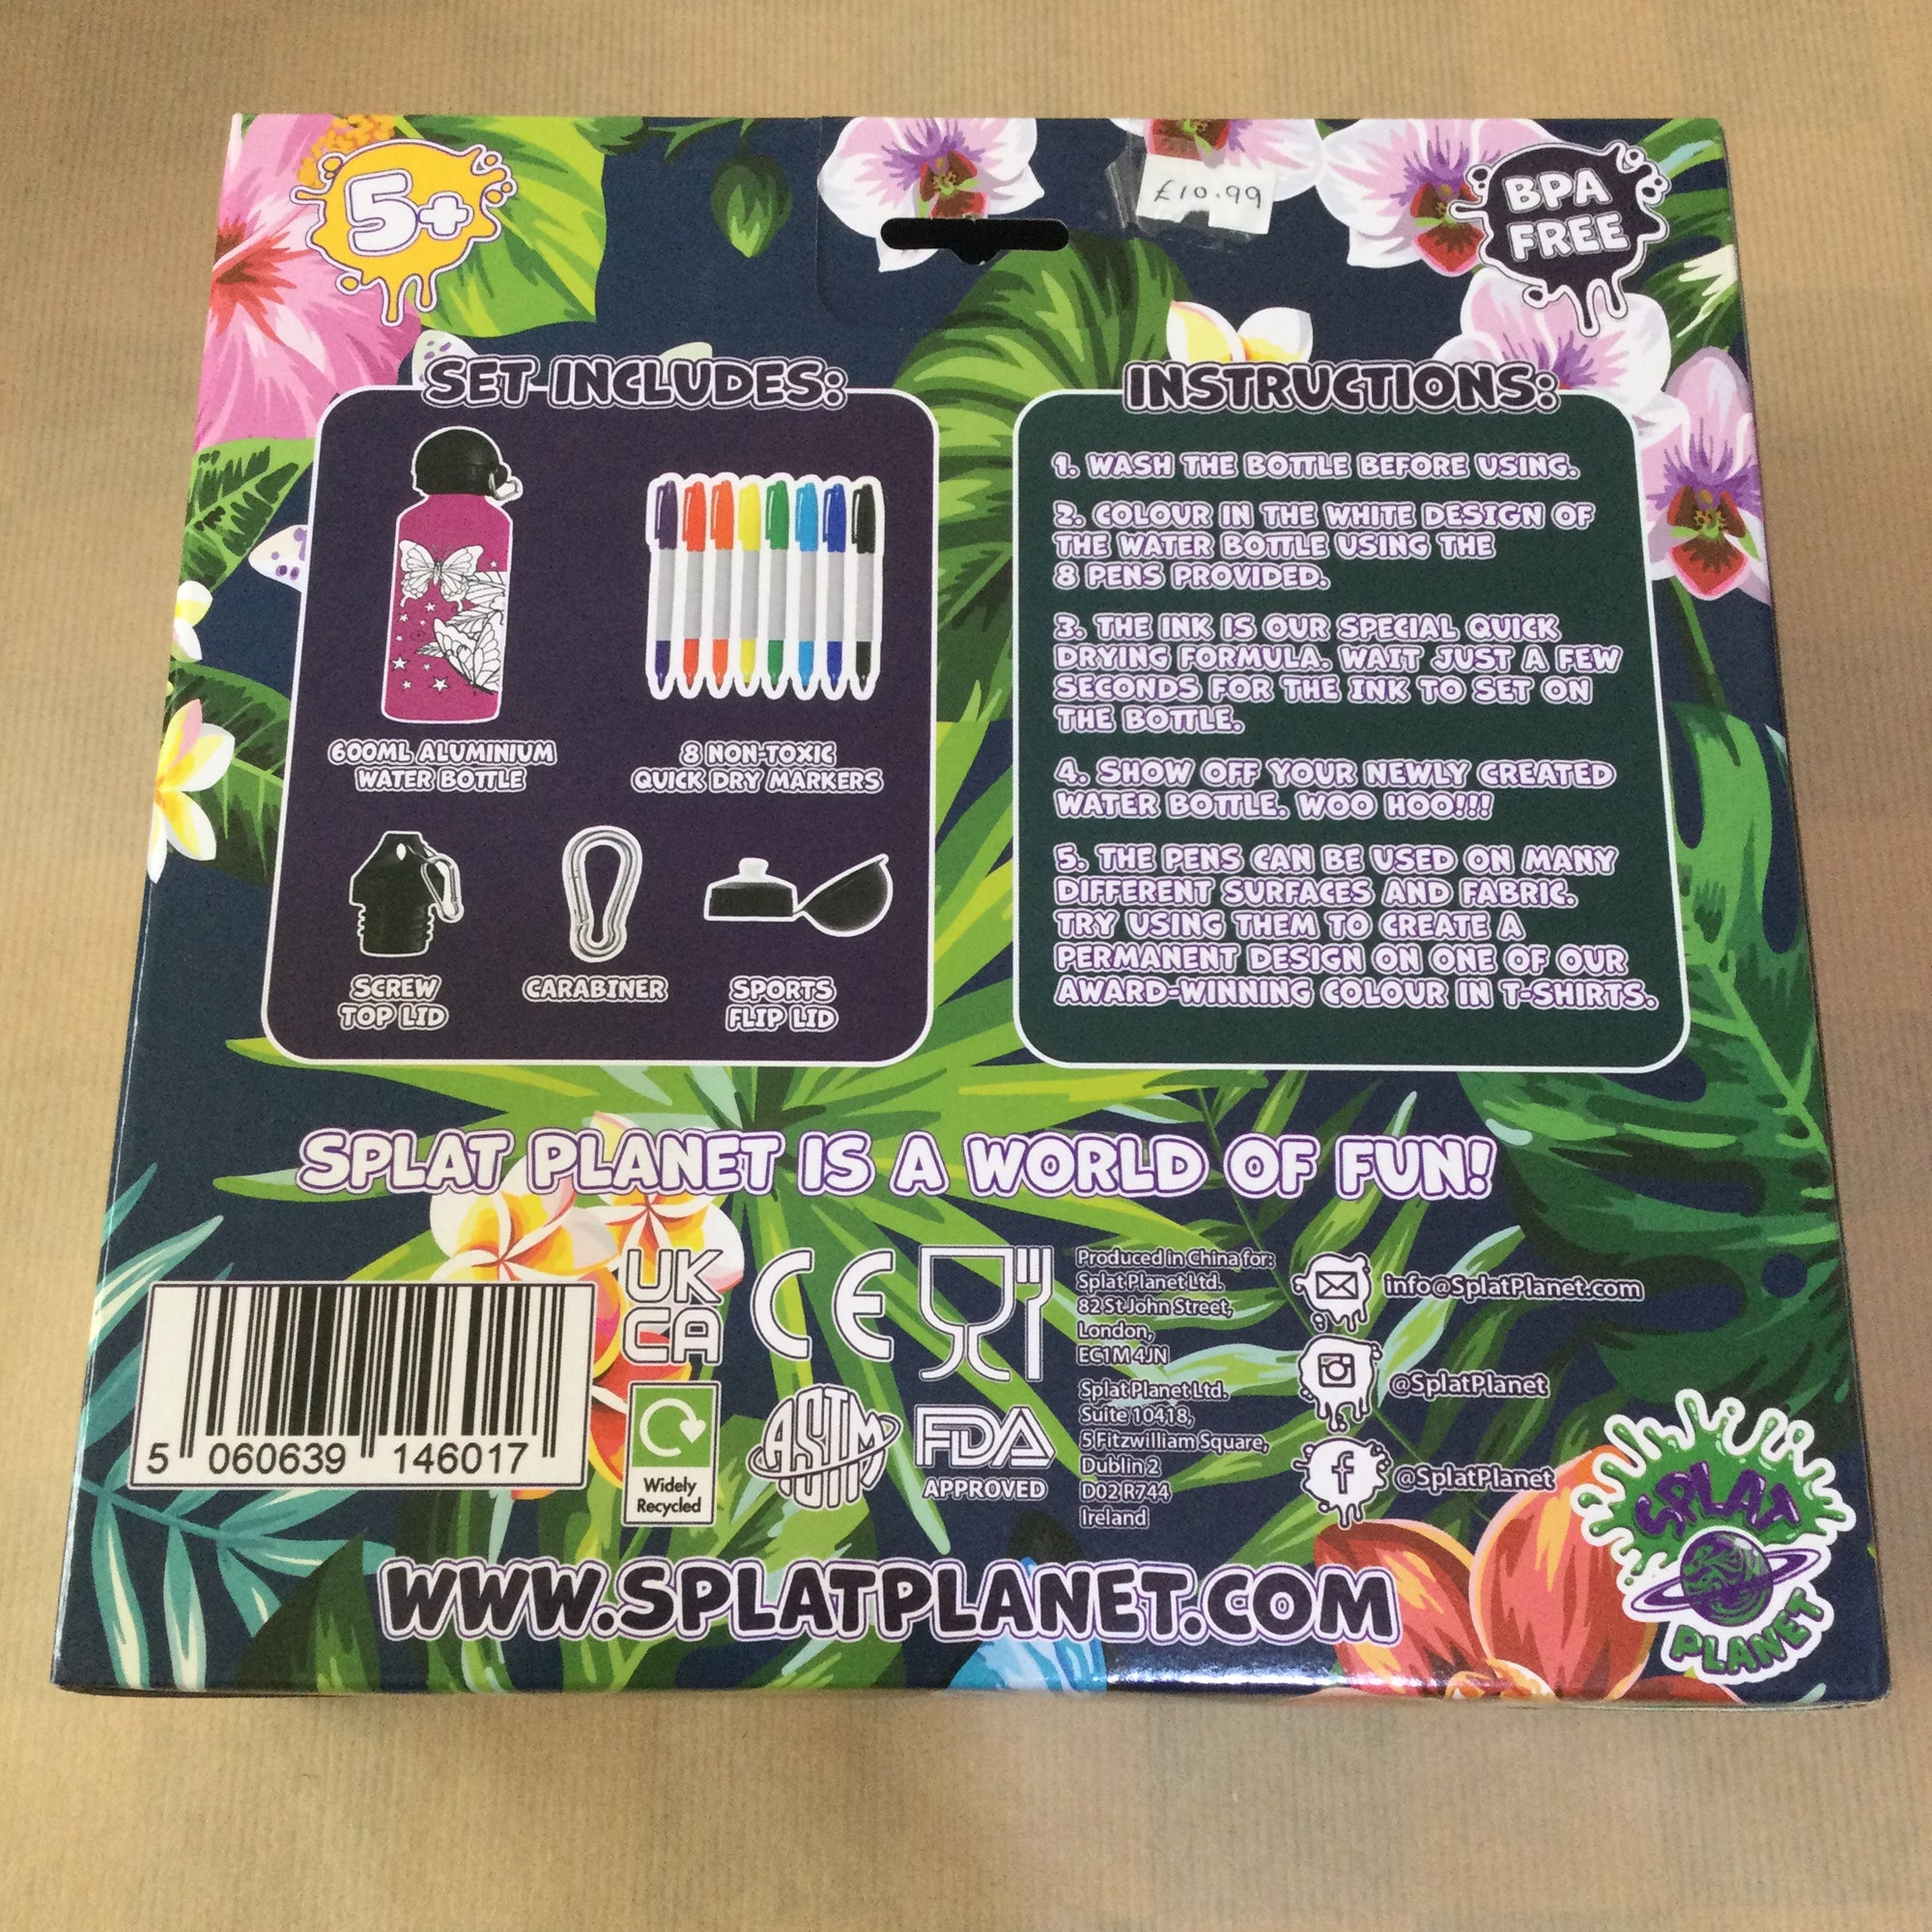 5+
£10.99
BPA
FREE
SET INCLUDES:
600ML ALUMINIUM
WATER BOTTLE
8 NON-TOXIC
QUICK DRY MARKERS
SCREW
TOP LID
CARABINER
SPORTS
FLIP LID
INSTRUCTIONS:
1. WASH THE BOTTLE BEFORE USING.
2. COLOUR IN THE WHITE DESIGN OF
THE WATER BOTTLE USING THE
8 PENS PROVIDED.
3. THE INK IS OUR SPECIAL QUICK
DRYING FORMULA. WAIT JUST A FEW
SECONDS FOR THE INK TO SET ON
THE BOTTLE.
4. SHOW OFF YOUR NEWLY CREATED
WATER BOTTLE. WOO HOO!!!
5. THE PENS CAN BE USED ON MANY
DIFFERENT SURFACES AND FABRIC.
TRY USING THEM TO CREATE A
PERMANENT DESIGN ON ONE OF OUR
AWARD-WINNING COLOUR IN T-SHIRTS.
SPLAT PLANET IS A WORLD OF FUN!
5 060639 146017
UK
CA
CE
Widely
Recycled
ASTM
FDA
APPROVED
Produced in China for:
Splat Planet Ltd.
82 St John Street,
London,
EC1M 4JN
Splat Planet Ltd.
Suite 10418,
5 Fitzwilliam Square,
Dublin 2
D02 R744
Ireland
info@SplatPlanet.com
@SplatPlanet
@SplatPlanet
SPLAT
PLANET
WWW.SPLATPLANET.COM